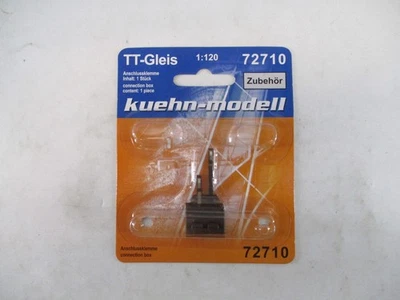 TT-Gleis 1:120 72710
Anschlussklemme
Inhalt: 1 Stück
connection box
content: 1 piece
Zubehör
kuehn-modell
Anschlussklemme
connection box
72710